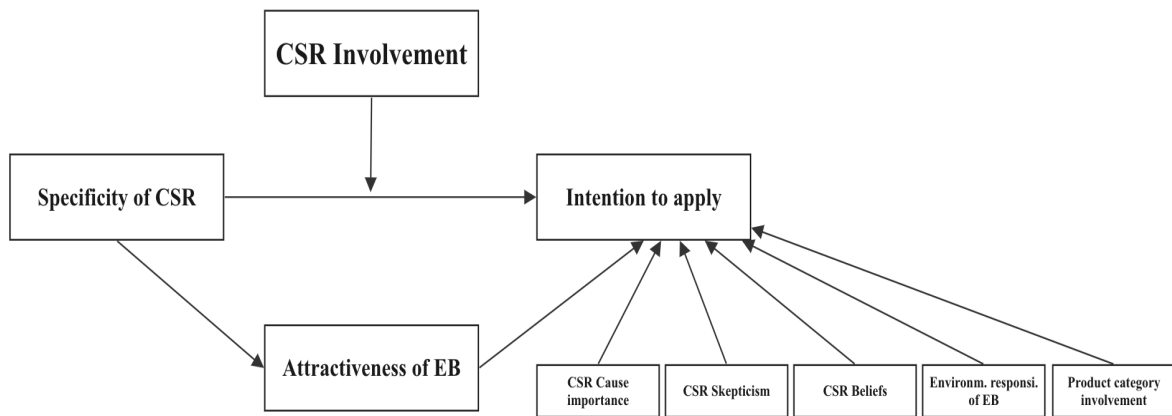 CSR Involvement
Specificity of CSR
Intention to apply
Attractiveness of EB
CSR Cause
importance
CSR Skepticism
CSR Beliefs
Environm. responsi.
of EB
Product category
involvement